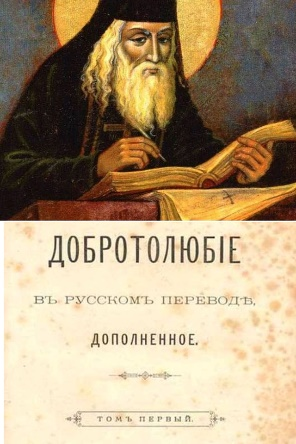 ДОБРОТОЛЮБІЕ
ВЪ РУССКОМЪ ПЕРЕВОДѢ,
ДОПОЛНЕННОЕ.
ТОМЪ ПЕРВЫЙ.